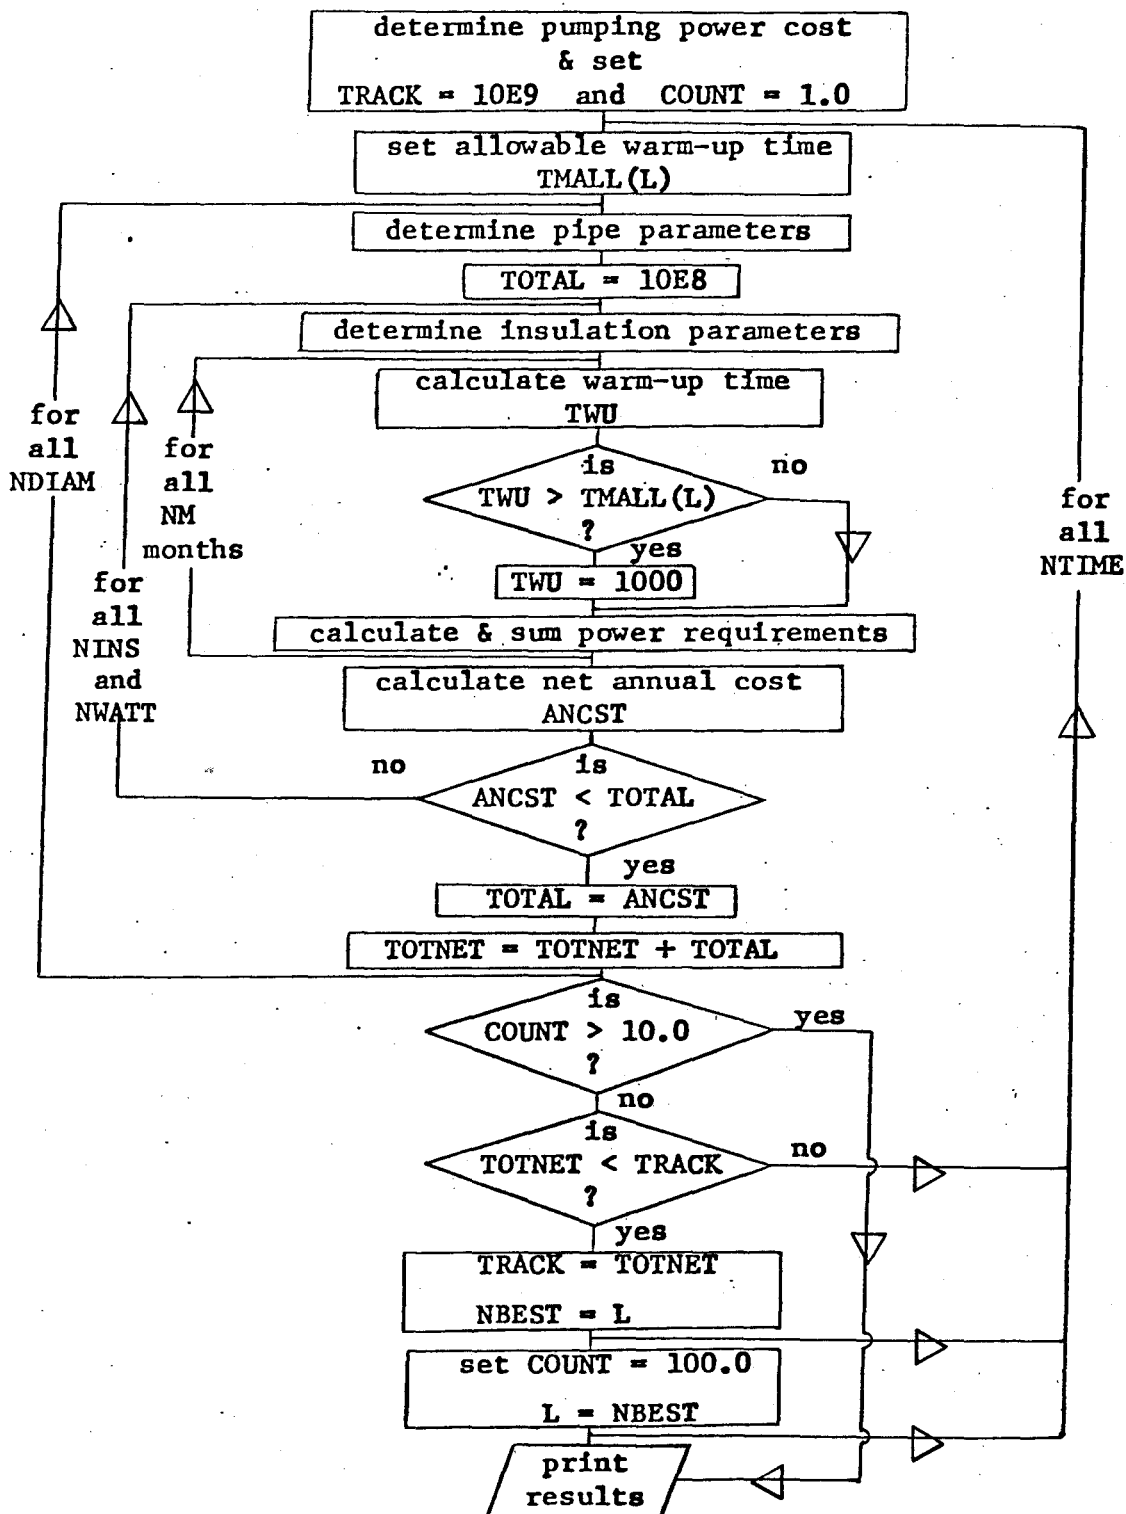 determine pumping power cost
& set
TRACK = 10E9 and COUNT = 1.0
set allowable warm-up time
TMALL(L)
determine pipe parameters
TOTAL = 10E8
determine insulation parameters
calculate warm-up time
TWU
for
all
NDIAM
for
all
NM
months
is
TWU > TMALL(L)
?
no
yes
for
all
NTIME
TWU = 1000
for
all
NINS
and
NWATT
calculate & sum power requirements
calculate net annual cost
ANCST
no
is
ANCST < TOTAL
?
yes
TOTAL = ANCST
TOTNET = TOTNET + TOTAL
is
COUNT > 10.0
?
yes
no
is
TOTNET < TRACK
?
no
yes
TRACK = TOTNET
NBEST = L
set COUNT = 100.0
L = NBEST
print
results